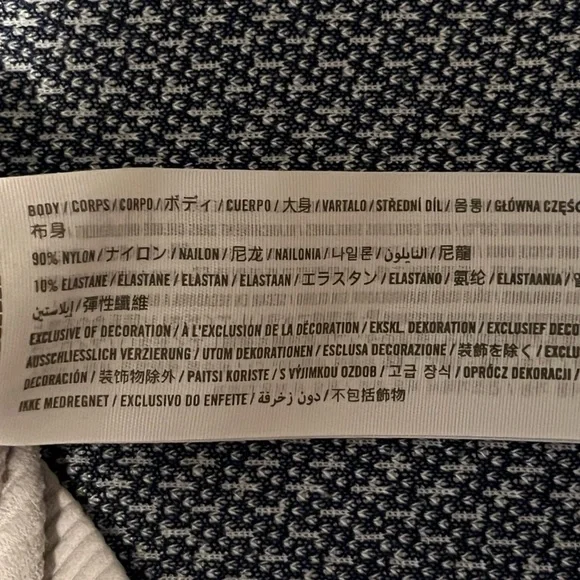 BODY / CORPS / CORPO / ボディ / CUERPO / 大身 / VARTALO / STŘEDNÍ DÍL / 몸통 / GŁÓWNA CZĘŚĆ
布身
90% NYLON / ナイロン / NAILON / 尼龙 / NAILONIA / 나일론 / النايلون / 尼龍
10% ELASTANE / ÉLASTANE / ELASTÁN / ELASTAAN / エラスタン / ELASTANO / 氨纶 / ELASTAANIA /
إيلاستين / 彈性纖維
EXCLUSIVE OF DECORATION / À L'EXCLUSION DE LA DÉCORATION / EKSKL. DEKORATION / EXCLUSIEF DECO
AUSSCHLIESSLICH VERZIERUNG / UTOM DEKORATIONEN / ESCLUSA DECORAZIONE / 装飾を除く / EXCLU
DECORACIÓN / 装饰物除外 / PAITSI KORISTE / S VÝJIMKOU OZDOB / 고급 장식 / OPRÓCZ DEKORACJI /
IKKE MEDREGNET / EXCLUSIVO DO ENFEITE / دون زخرفة / 不包括飾物